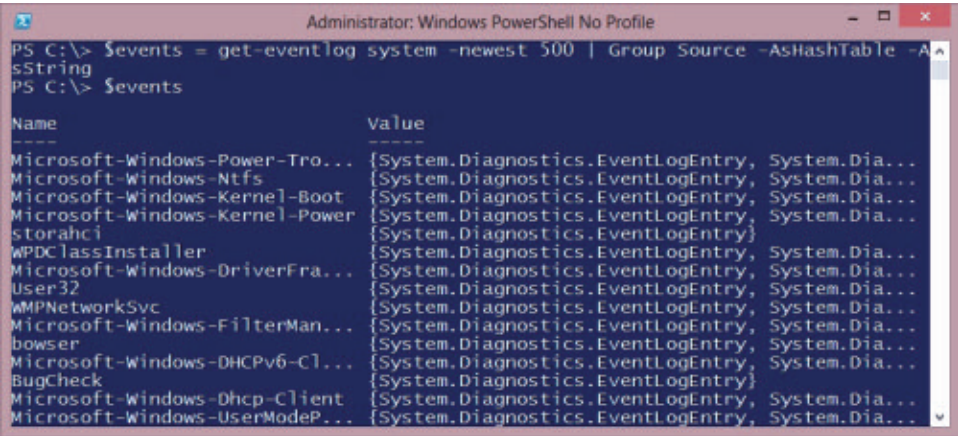 Administrator: Windows PowerShell No Profile
PS C:\> $events = get-eventlog system -newest 500 | Group Source -AsHashTable -A
sString
PS C:\> $events
Name Value
---- -----
Microsoft-Windows-Power-Tro... {System.Diagnostics.EventLogEntry, System.Dia...
Microsoft-Windows-Ntfs {System.Diagnostics.EventLogEntry, System.Dia...
Microsoft-Windows-Kernel-Boot {System.Diagnostics.EventLogEntry, System.Dia...
Microsoft-Windows-Kernel-Power {System.Diagnostics.EventLogEntry, System.Dia...
storahci {System.Diagnostics.EventLogEntry}
WPDClassInstaller {System.Diagnostics.EventLogEntry, System.Dia...
Microsoft-Windows-DriverFra... {System.Diagnostics.EventLogEntry, System.Dia...
User32 {System.Diagnostics.EventLogEntry, System.Dia...
WMPNetworkSvc {System.Diagnostics.EventLogEntry, System.Dia...
Microsoft-Windows-FilterMan... {System.Diagnostics.EventLogEntry, System.Dia...
bowser {System.Diagnostics.EventLogEntry, System.Dia...
Microsoft-Windows-DHCPv6-Cl... {System.Diagnostics.EventLogEntry, System.Dia...
BugCheck {System.Diagnostics.EventLogEntry}
Microsoft-Windows-Dhcp-Client {System.Diagnostics.EventLogEntry, System.Dia...
Microsoft-Windows-UserModeP... {System.Diagnostics.EventLogEntry, System.Dia...